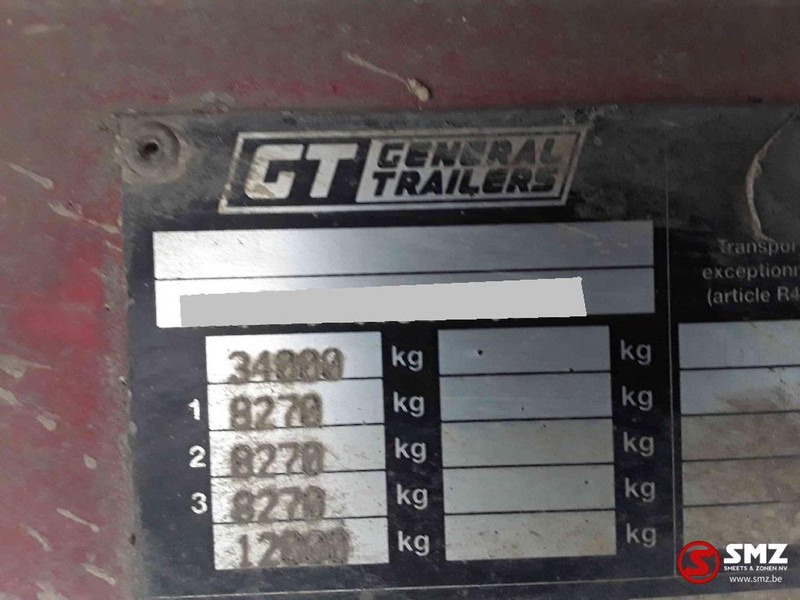 GT GENERAL TRAILERS
Transpor
exceptionn
(article R4
34000 kg kg
1 8270 kg kg
2 8270 kg kg
3 8270 kg kg
12000 kg kg
SMZ
SMEETS & ZONEN NV
www.smz.be